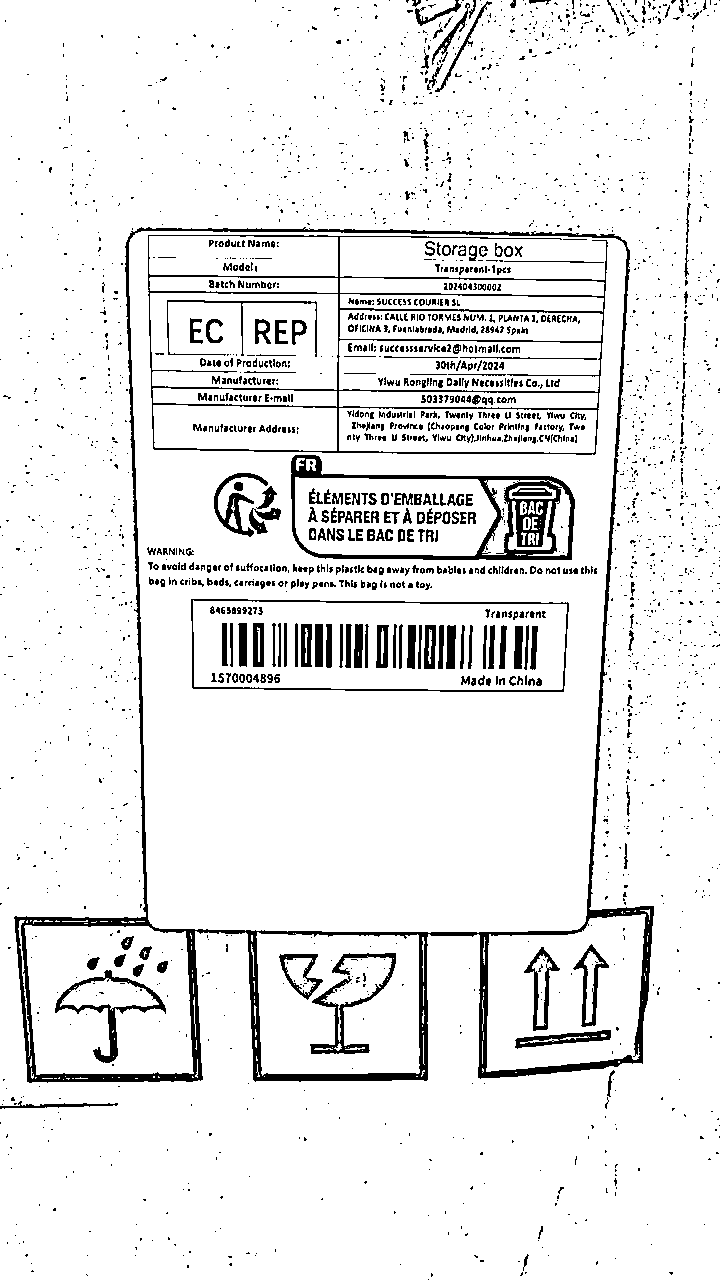 Product Name: Storage box
Model: Transparent-1pcs
Batch Number: 202404300002
EC REP
Name: SUCCESS COURIER SL
Address: CALLE RIO TORMES NUM. 1, PLANTA 1, DERECHA,
OFICINA 3, Fuenlabrada, Madrid, 28947 Spain
Email: successservice2@hotmail.com
Date of Production: 30th/Apr/2024
Manufacturer: Yiwu Rongling Daily Necessities Co., Ltd
Manufacturer E-mail 503379044@qq.com
Manufacturer Address:
Yidong Industrial Park, Twenty Three Li Street, Yiwu City,
Zhejiang Province (Chaopang Color Printing Factory, Twe
nty Three Li Street, Yiwu City),Jinhua,Zhejiang,CN(China)
FR
ÉLÉMENTS D'EMBALLAGE
À SÉPARER ET À DÉPOSER
DANS LE BAC DE TRI
BAC
DE
TRI
WARNING:
To avoid danger of suffocation, keep this plastic bag away from babies and children. Do not use this
bag in cribs, beds, carriages or play pens. This bag is not a toy.
8465899273 Transparent
1570004896 Made in China